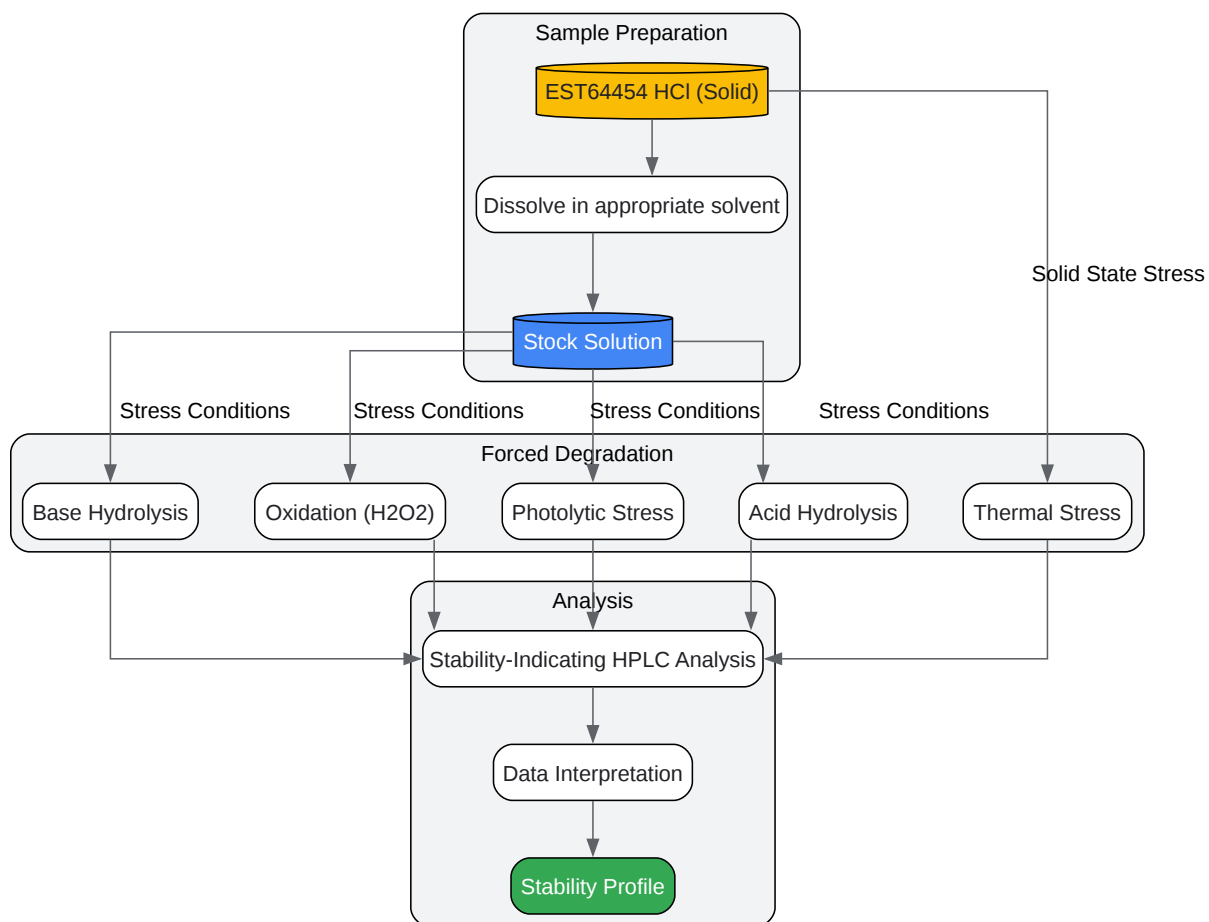 Sample Preparation
EST64454 HCl (Solid)
Dissolve in appropriate solvent
Solid State Stress
Stock Solution
Stress Conditions
Stress Conditions
Stress Conditions
Stress Conditions
Forced Degradation
Base Hydrolysis
Oxidation (H2O2)
Photolytic Stress
Acid Hydrolysis
Thermal Stress
Analysis
Stability-Indicating HPLC Analysis
Data Interpretation
Stability Profile